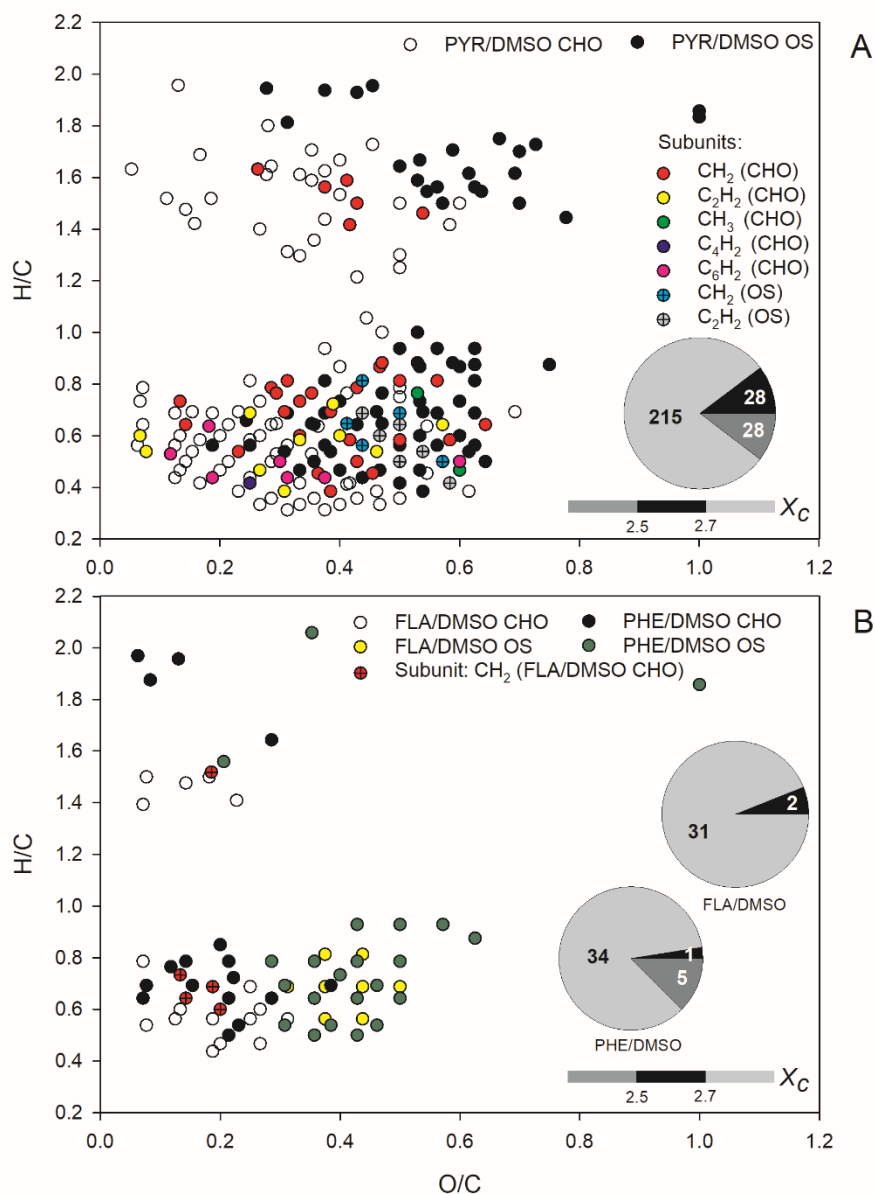 PYR/DMSO CHO
PYR/DMSO OS
A
Subunits:
CH2 (CHO)
C2H2 (CHO)
CH3 (CHO)
C4H2 (CHO)
C6H2 (CHO)
CH2 (OS)
C2H2 (OS)
215
28
28
2.5
2.7
XC
H/C
2.2
2.0
1.8
1.6
1.4
1.2
1.0
0.8
0.6
0.4
0.2
0.0 0.2 0.4 0.6 0.8 1.0 1.2
B
FLA/DMSO CHO
PHE/DMSO CHO
FLA/DMSO OS
PHE/DMSO OS
Subunit: CH2 (FLA/DMSO CHO)
2
31
FLA/DMSO
34
1
5
PHE/DMSO
2.5
2.7
XC
H/C
2.2
2.0
1.8
1.6
1.4
1.2
1.0
0.8
0.6
0.4
0.2
0.0 0.2 0.4 0.6 0.8 1.0 1.2
O/C